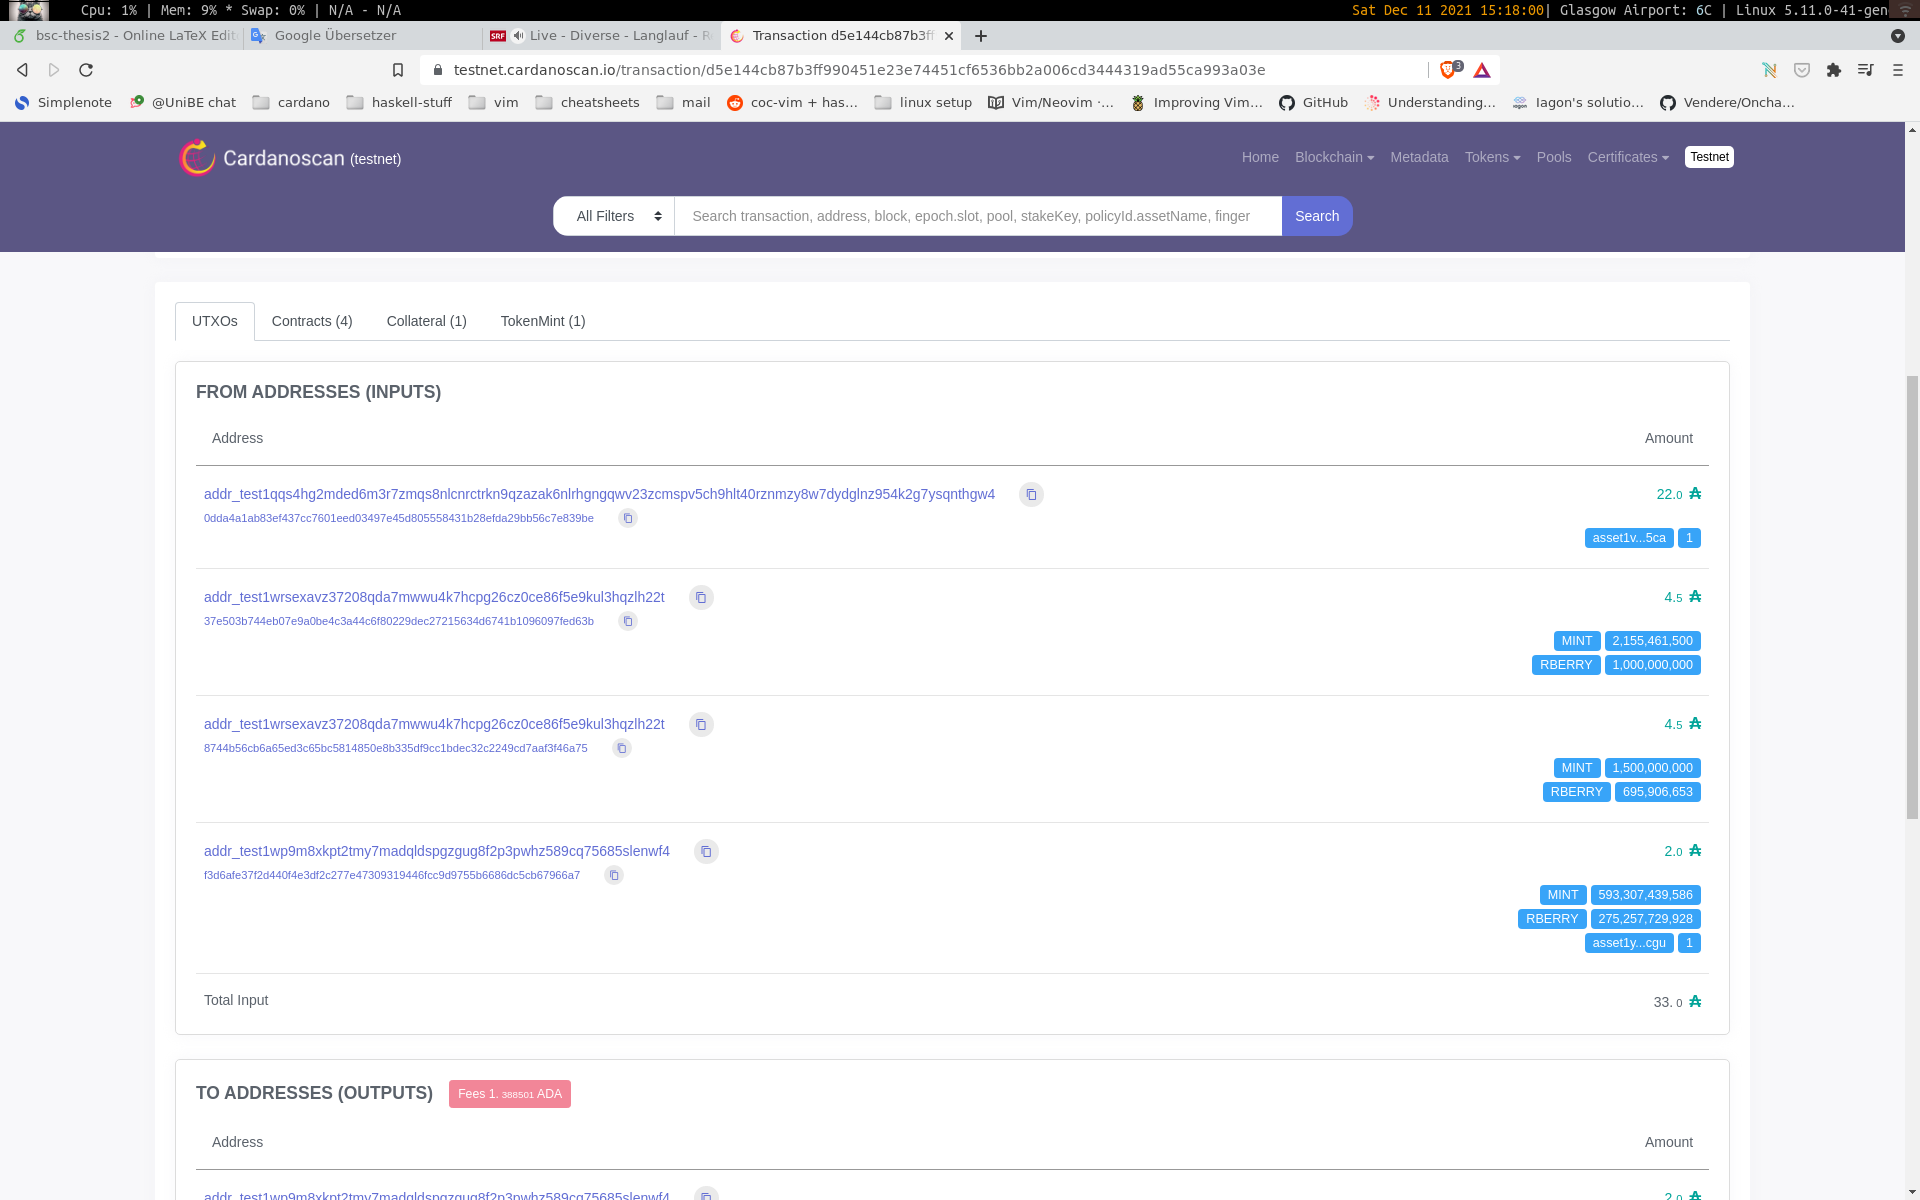 Cpu: 1% | Mem: 9% * Swap: 0% | N/A - N/A
Sat Dec 11 2021 15:18:00| Glasgow Airport: 6C | Linux 5.11.0-41-gen
bsc-thesis2 - Online LaTeX Edit
Google Übersetzer
SRF Live - Diverse - Langlauf - R
Transaction d5e144cb87b3ff
testnet.cardanoscan.io/transaction/d5e144cb87b3ff990451e23e74451cf6536bb2a006cd3444319ad55ca993a03e
3
Simplenote
@UniBE chat
cardano
haskell-stuff
vim
cheatsheets
mail
coc-vim + has...
linux setup
Vim/Neovim ·...
Improving Vim...
GitHub
Understanding...
Iagon's solutio...
Vendere/Oncha...
Cardanoscan (testnet)
Home
Blockchain
Metadata
Tokens
Pools
Certificates
Testnet
All Filters
Search transaction, address, block, epoch.slot, pool, stakeKey, policyId.assetName, finger
Search
UTXOs
Contracts (4)
Collateral (1)
TokenMint (1)
FROM ADDRESSES (INPUTS)
Address
Amount
addr_test1qqs4hg2mded6m3r7zmqs8nlcnrctrkn9qzazak6nlrhgngqwv23zcmspv5ch9hlt40rznmzy8w7dydglnz954k2g7ysqnthgw4
22.0 ₳
0dda4a1ab83ef437cc7601eed03497e45d805558431b28efda29bb56c7e839be
asset1v...5ca 1
addr_test1wrsexavz37208qda7mwwu4k7hcpg26cz0ce86f5e9kul3hqzlh22t
4.5 ₳
37e503b744eb07e9a0be4c3a44c6f80229dec27215634d6741b1096097fed63b
MINT 2,155,461,500
RBERRY 1,000,000,000
addr_test1wrsexavz37208qda7mwwu4k7hcpg26cz0ce86f5e9kul3hqzlh22t
4.5 ₳
8744b56cb6a65ed3c65bc5814850e8b335df9cc1bdec32c2249cd7aaf3f46a75
MINT 1,500,000,000
RBERRY 695,906,653
addr_test1wp9m8xkpt2tmy7madqldspgzgug8f2p3pwhz589cq75685slenwf4
2.0 ₳
f3d6afe37f2d440f4e3df2c277e47309319446fcc9d9755b6686dc5cb67966a7
MINT 593,307,439,586
RBERRY 275,257,729,928
asset1y...cgu 1
Total Input
33. 0 ₳
TO ADDRESSES (OUTPUTS)
Fees 1. 388501 ADA
Address
Amount
addr_test1wp9m8xkpt2tmy7madqldspgzgug8f2p3pwhz589cq75685slenwf4
2.0 ₳